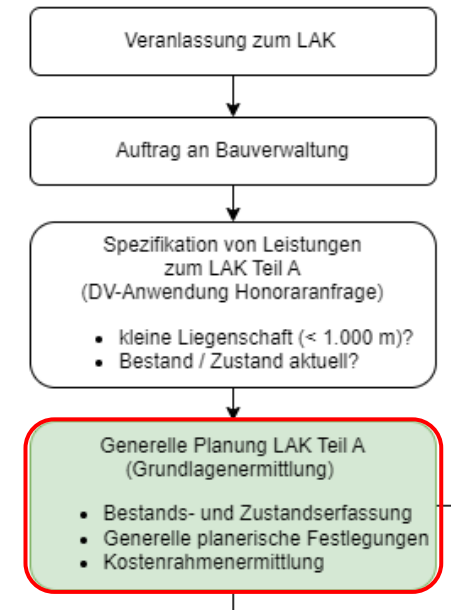 Veranlassung zum LAK
Auftrag an Bauverwaltung
Spezifikation von Leistungen
zum LAK Teil A
(DV-Anwendung Honoraranfrage)
• kleine Liegenschaft (< 1.000 m)?
• Bestand / Zustand aktuell?
Generelle Planung LAK Teil A
(Grundlagenermittlung)
• Bestands- und Zustandserfassung
• Generelle planerische Festlegungen
• Kostenrahmenermittlung